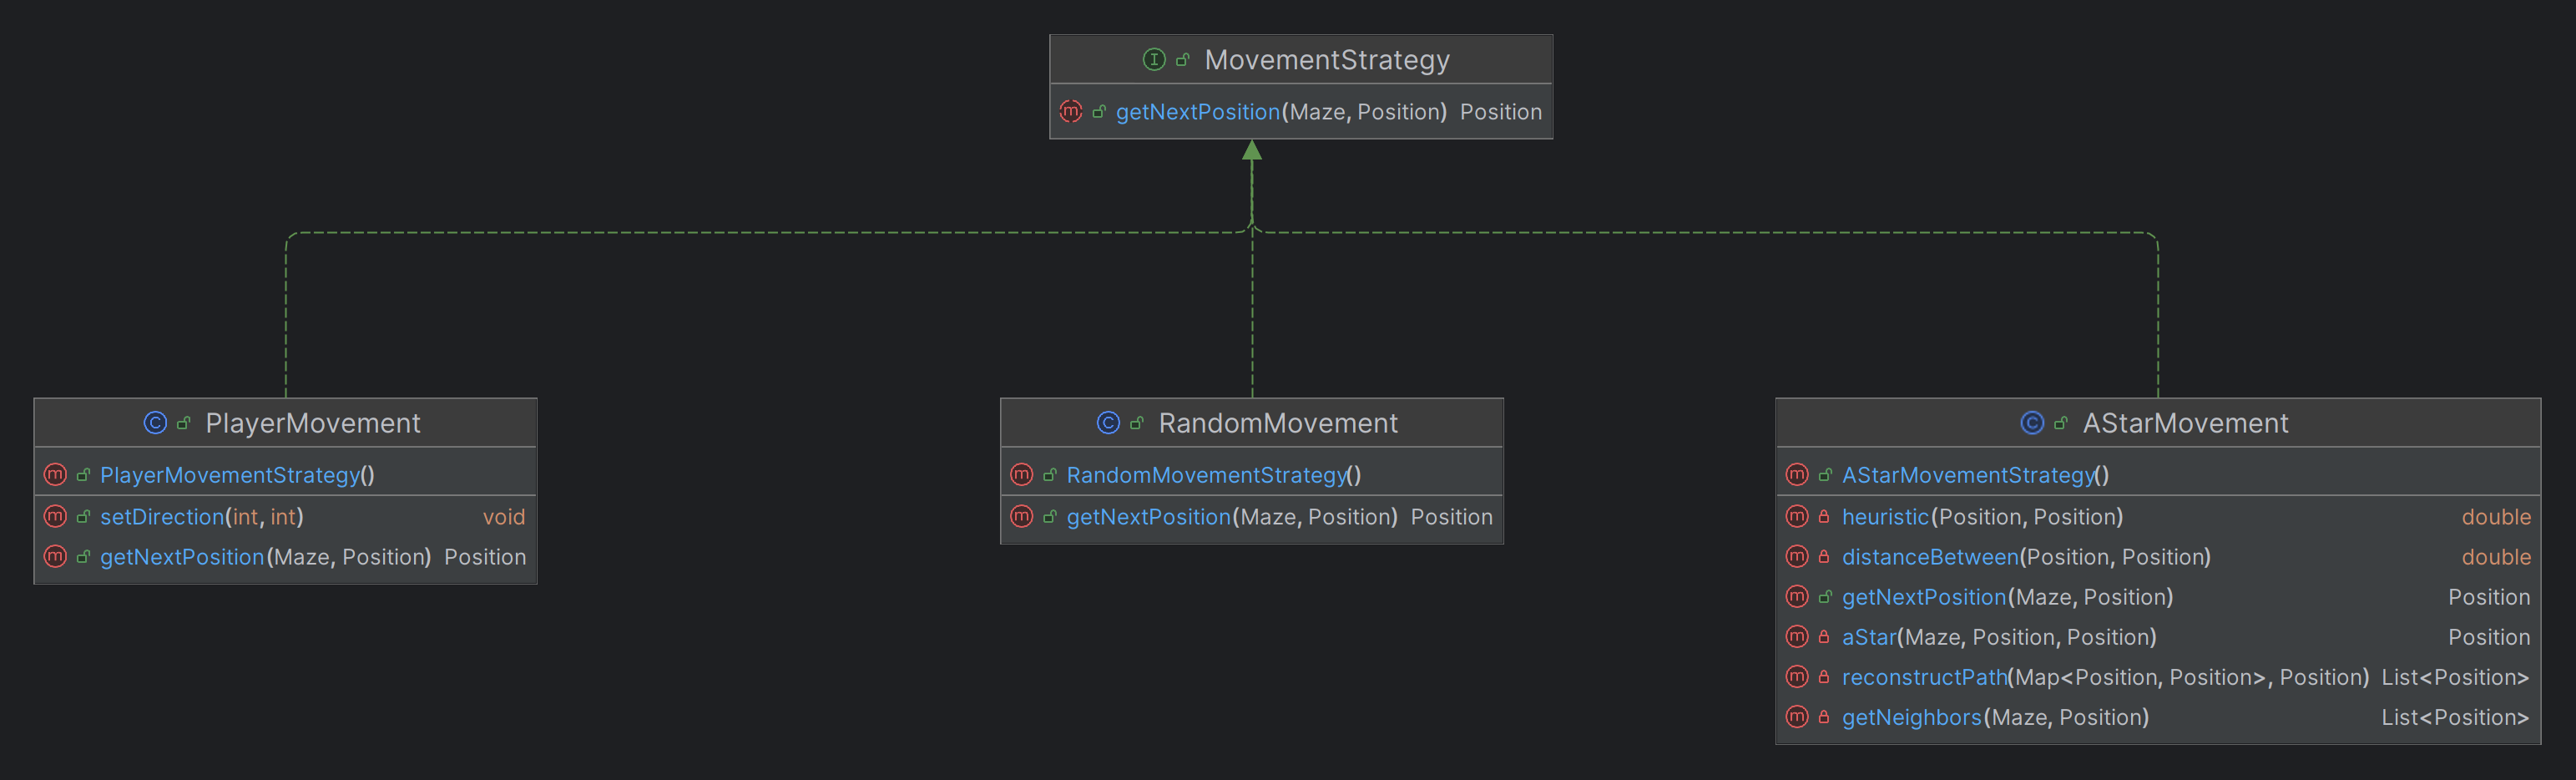 MovementStrategy
getNextPosition(Maze, Position) Position
PlayerMovement
PlayerMovementStrategy()
setDirection(int, int) void
getNextPosition(Maze, Position) Position
RandomMovement
RandomMovementStrategy()
getNextPosition(Maze, Position) Position
AStarMovement
AStarMovementStrategy()
heuristic(Position, Position) double
distanceBetween(Position, Position) double
getNextPosition(Maze, Position) Position
aStar(Maze, Position, Position) Position
reconstructPath(Map<Position, Position>, Position) List<Position>
getNeighbors(Maze, Position) List<Position>